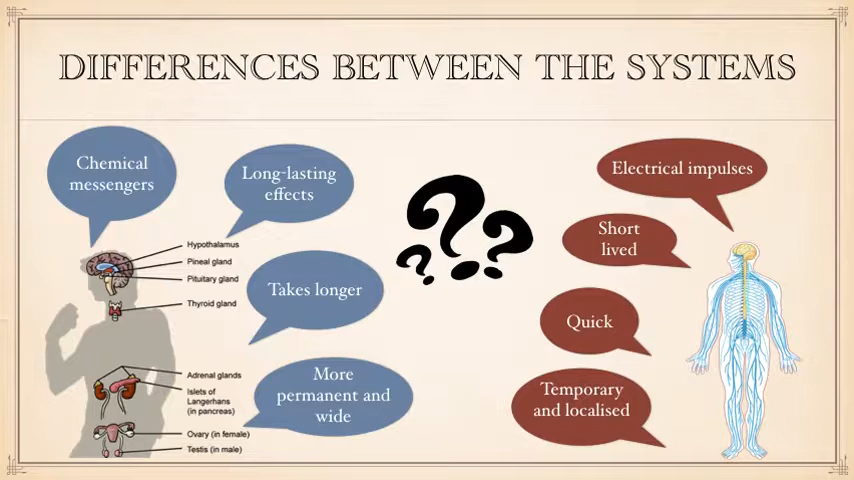 DIFFERENCES BETWEEN THE SYSTEMS
Chemical
messengers
Long-lasting
effects
Takes longer
More
permanent and
wide
Hypothalamus
Pineal gland
Pituitary gland
Thyroid gland
Adrenal glands
Islets of
Langerhans
(in pancreas)
Ovary (in female)
Testis (in male)
??
?
Electrical impulses
Short
lived
Quick
Temporary
and localised